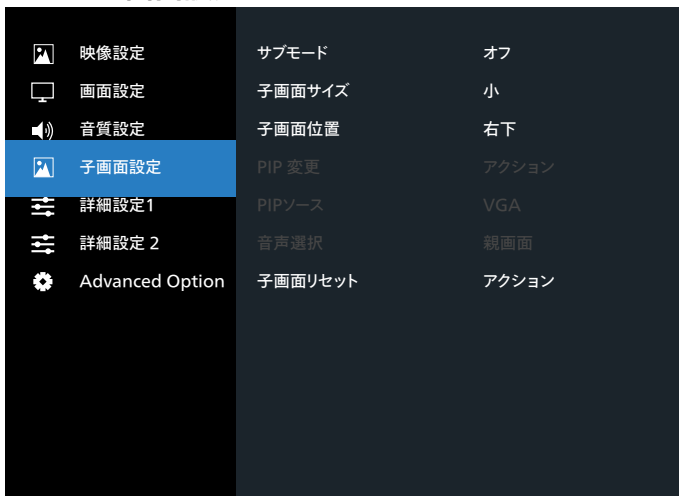 映像設定
画面設定
音質設定
子画面設定
詳細設定1
詳細設定 2
Advanced Option
サブモード オフ
子画面サイズ 小
子画面位置 右下
PIP 変更 アクション
PIPソース VGA
音声選択 親画面
子画面リセット アクション